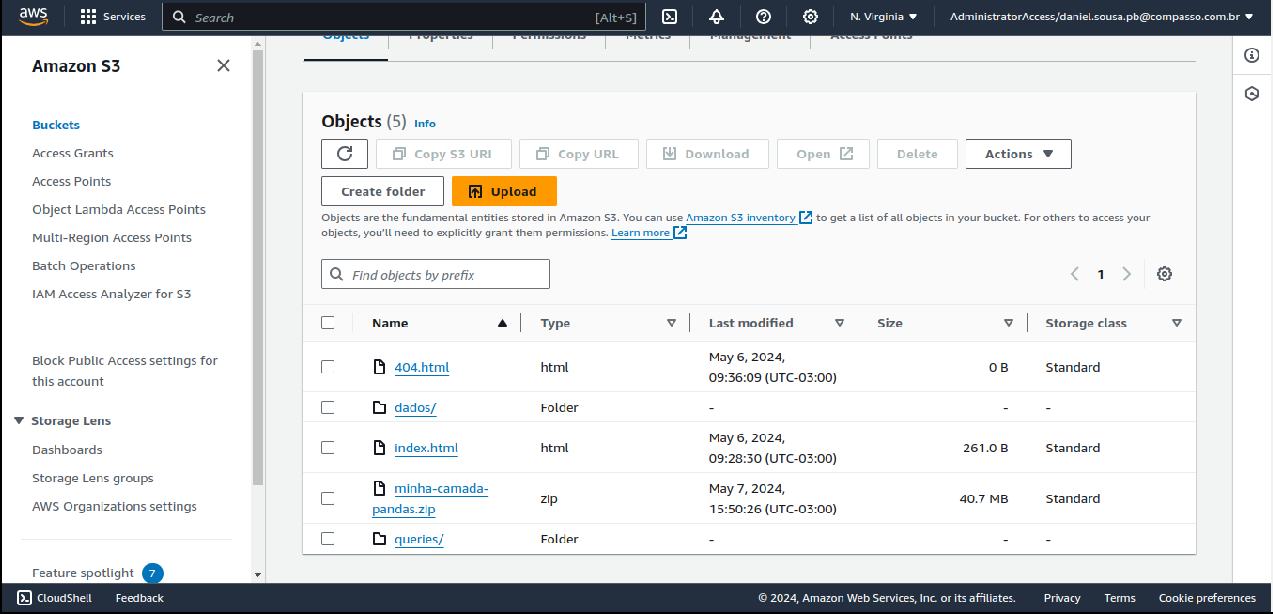 aws Services Search [Alt+S] N. Virginia AdministratorAccess/daniel.sousa.pb@compasso.com.br
Amazon S3
Buckets
Access Grants
Access Points
Object Lambda Access Points
Multi-Region Access Points
Batch Operations
IAM Access Analyzer for S3
Block Public Access settings for
this account
Storage Lens
Dashboards
Storage Lens groups
AWS Organizations settings
Feature spotlight 7
Objects Properties Permissions Metrics Management Access Points
Objects (5) Info
Copy S3 URI Copy URL Download Open Delete Actions
Create folder Upload
Objects are the fundamental entities stored in Amazon S3. You can use Amazon S3 inventory to get a list of all objects in your bucket. For others to access your
objects, you'll need to explicitly grant them permissions. Learn more
Find objects by prefix 1
Name Type Last modified Size Storage class
404.html html May 6, 2024, 0 B Standard
09:36:09 (UTC-03:00)
dados/ Folder - - -
index.html html May 6, 2024, 261.0 B Standard
09:28:30 (UTC-03:00)
minha-camada- zip May 7, 2024, 40.7 MB Standard
pandas.zip 15:50:26 (UTC-03:00)
queries/ Folder - - -
CloudShell Feedback © 2024, Amazon Web Services, Inc. or its affiliates. Privacy Terms Cookie preferences